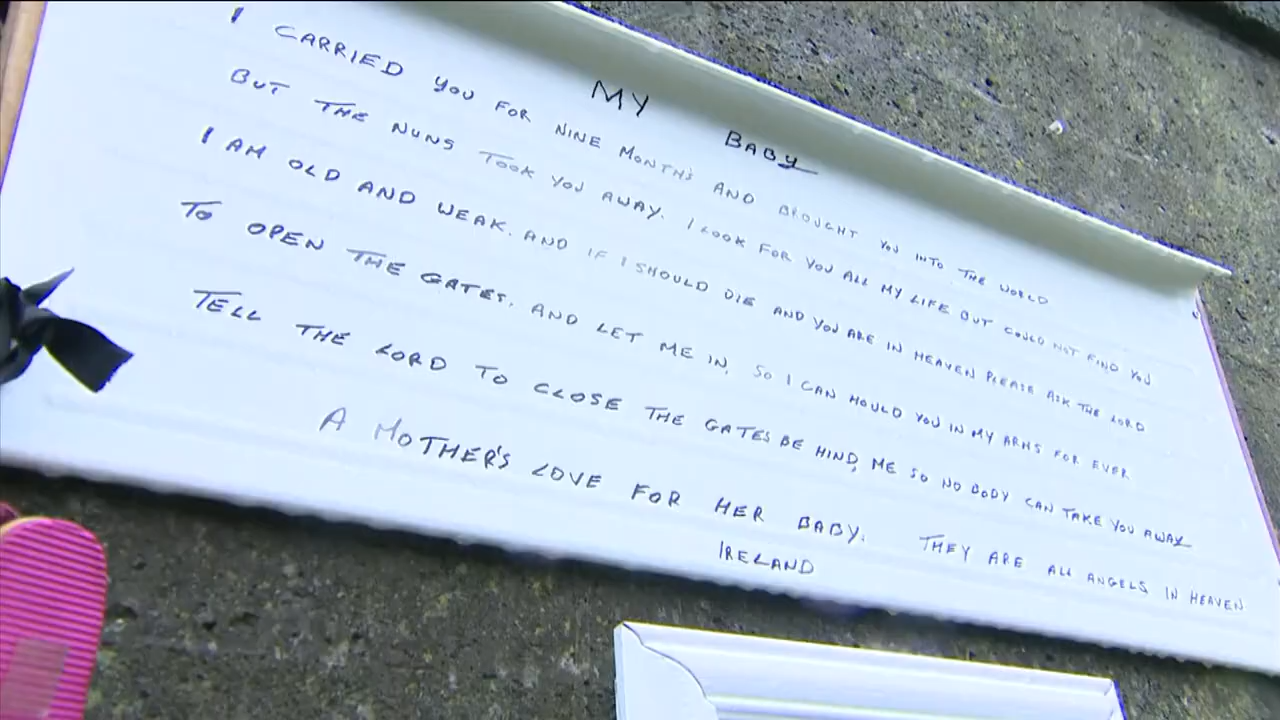 MY BABY
I CARRIED YOU FOR NINE MONTHS AND BROUGHT YOU INTO THE WORLD
BUT THE NUNS TOOK YOU AWAY. I LOOK FOR YOU ALL MY LIFE BUT COULD NOT FIND YOU
I AM OLD AND WEAK. AND IF I SHOULD DIE AND YOU ARE IN HEAVEN PLEASE ASK THE LORD
TO OPEN THE GATES. AND LET ME IN, SO I CAN HOULD YOU IN MY ARMS FOR EVER
TELL THE LORD TO CLOSE THE GATES BE HIND, ME SO NO BODY CAN TAKE YOU AWAY
A MOTHER'S LOVE FOR HER BABY. THEY ARE ALL ANGELS IN HEAVEN
IRELAND